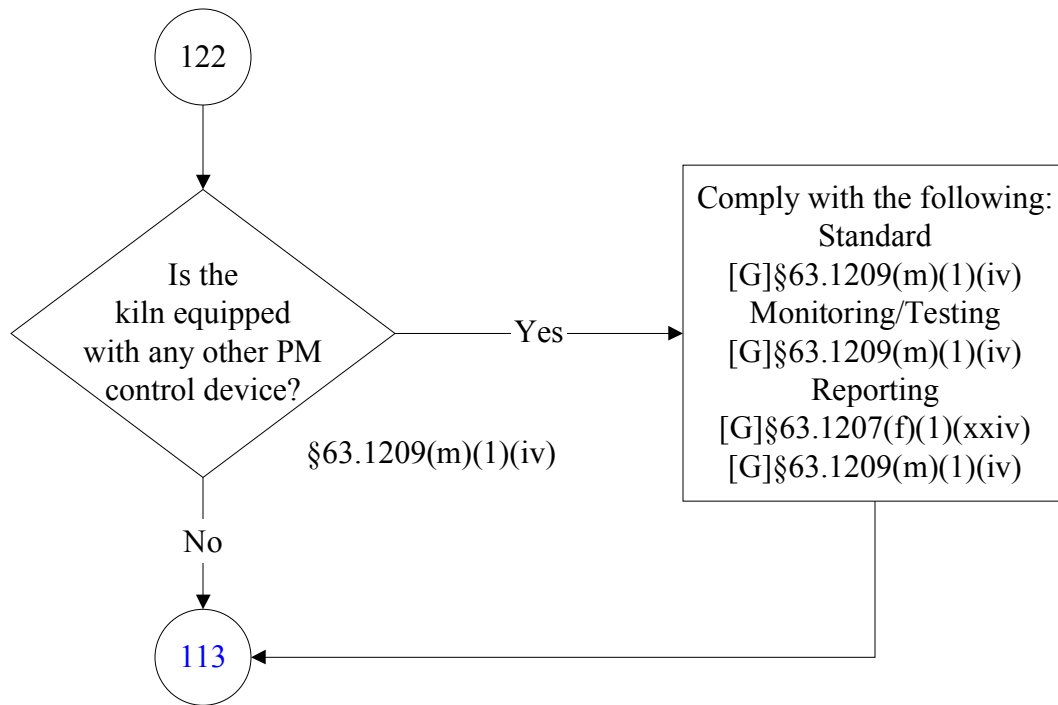 122
Is the
kiln equipped
with any other PM
control device?
Yes
§63.1209(m)(1)(iv)
No
Comply with the following:
Standard
[G]§63.1209(m)(1)(iv)
Monitoring/Testing
[G]§63.1209(m)(1)(iv)
Reporting
[G]§63.1207(f)(1)(xxiv)
[G]§63.1209(m)(1)(iv)
113